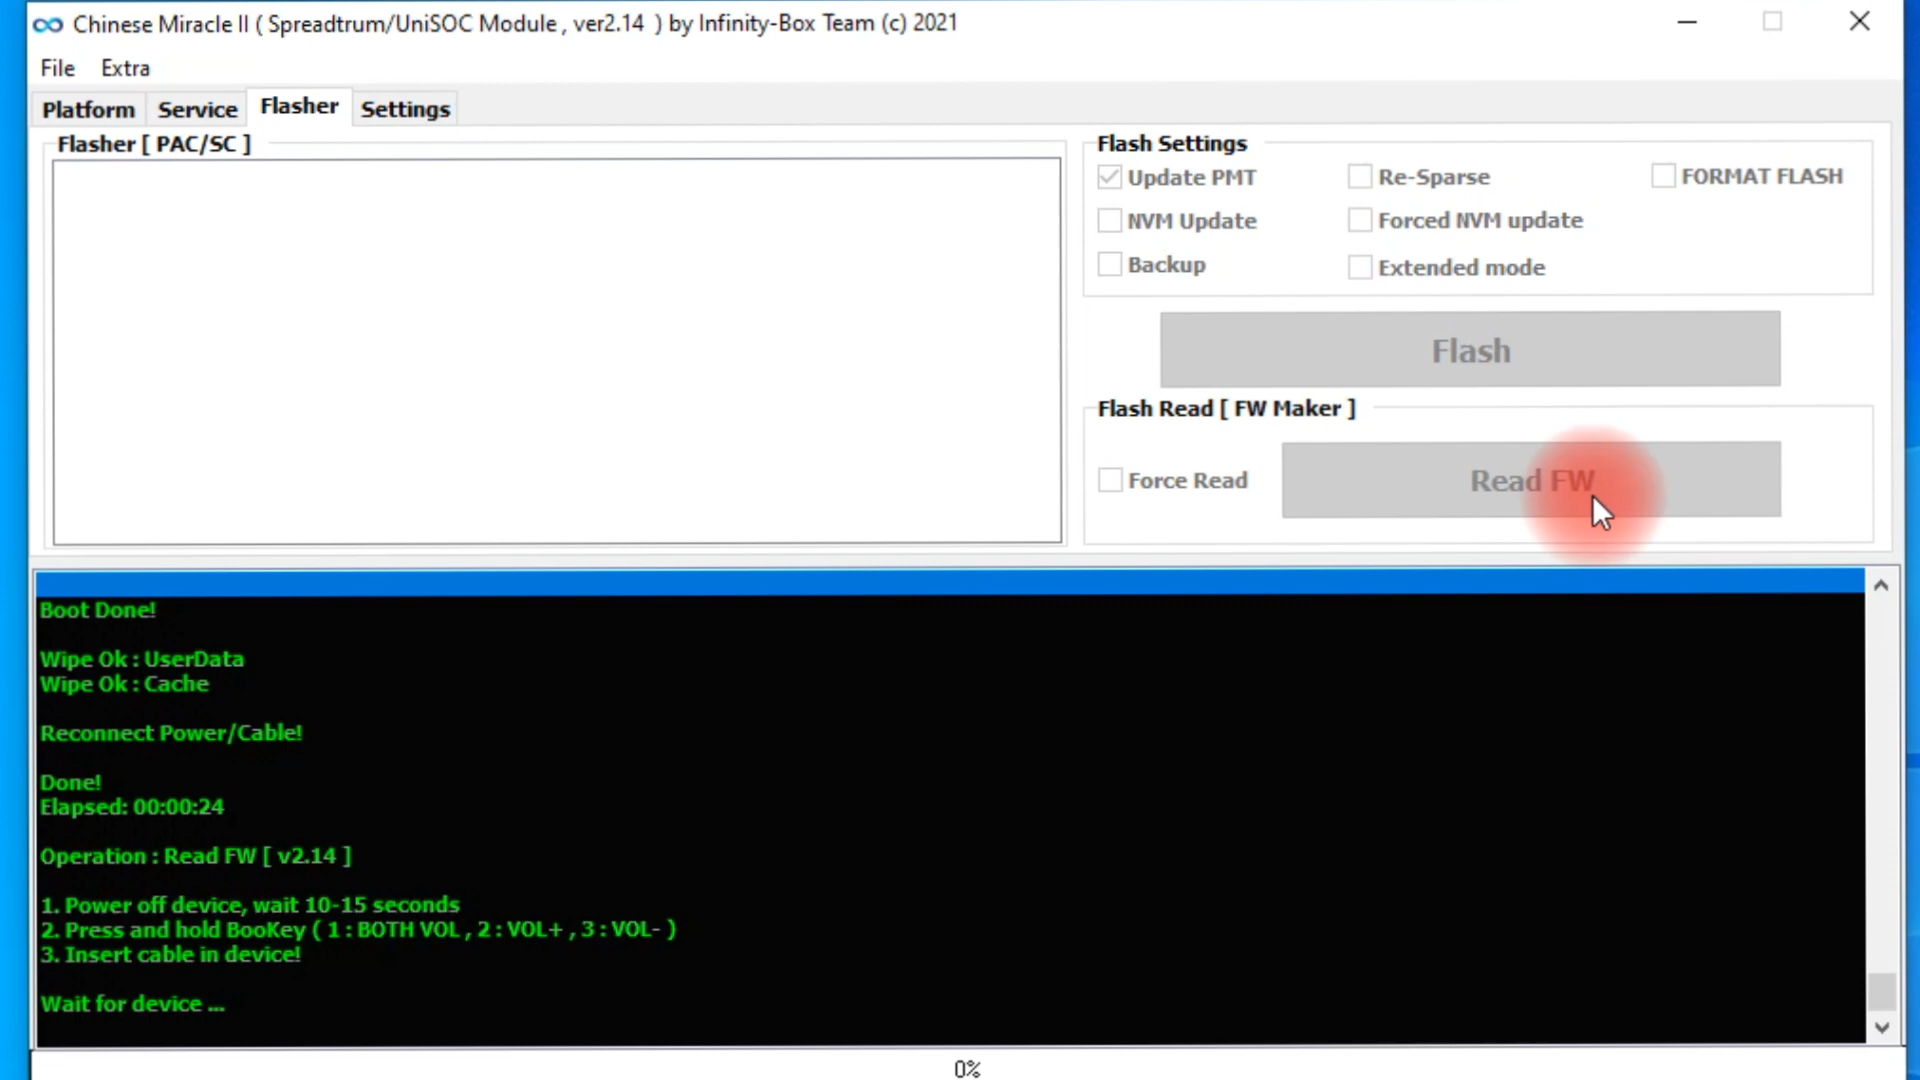 Chinese Miracle II ( Spreadtrum/UniSOC Module , ver2.14 ) by Infinity-Box Team (c) 2021
File Extra
Platform Service Flasher Settings
Flasher [ PAC/SC ]
Flash Settings
Update PMT Re-Sparse FORMAT FLASH
NVM Update Forced NVM update
Backup Extended mode
Flash
Flash Read [ FW Maker ]
Force Read Read FW
Boot Done!
Wipe Ok : UserData
Wipe Ok : Cache
Reconnect Power/Cable!
Done!
Elapsed: 00:00:24
Operation : Read FW [ v2.14 ]
1. Power off device, wait 10-15 seconds
2. Press and hold BooKey ( 1 : BOTH VOL , 2 : VOL+ , 3 : VOL- )
3. Insert cable in device!
Wait for device ...
0%